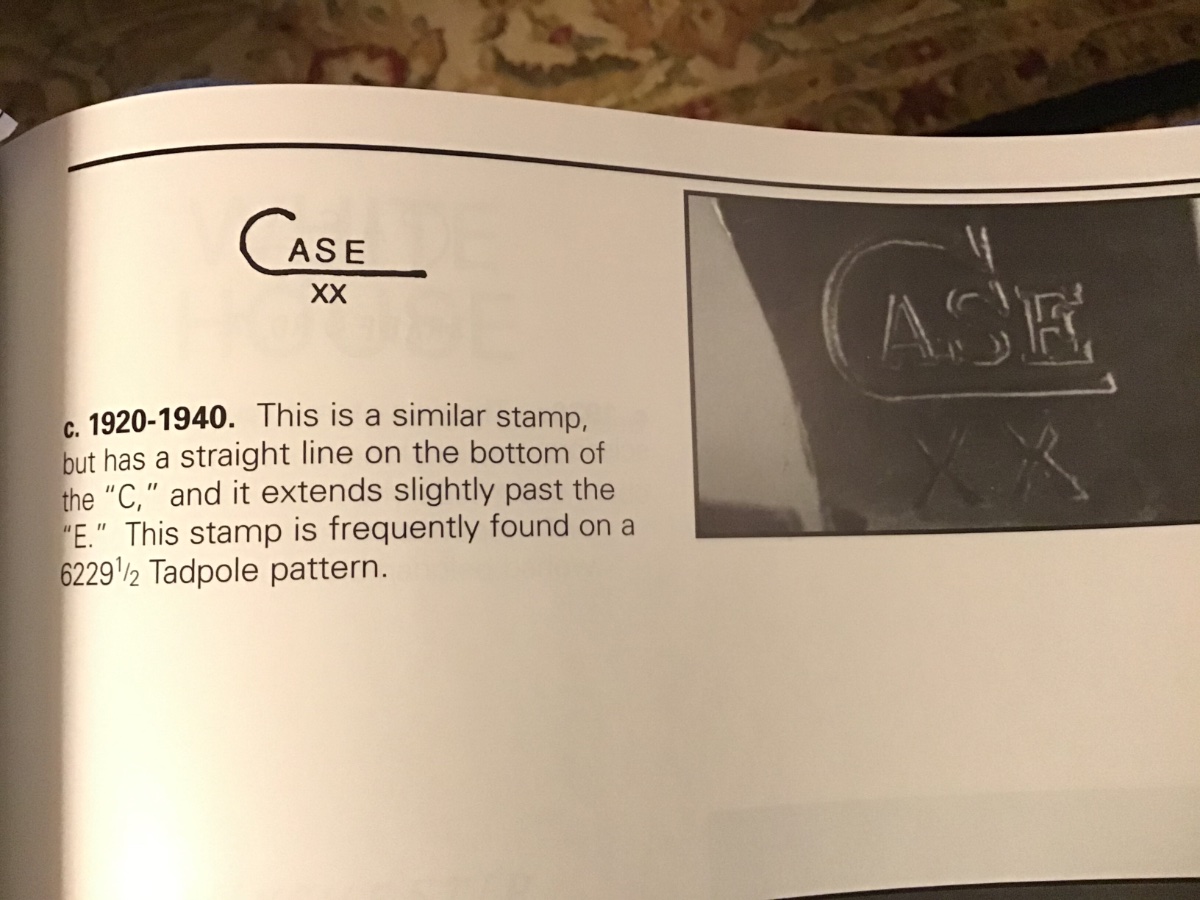 CASE
XX
c. 1920-1940. This is a similar stamp,
but has a straight line on the bottom of
the “C,” and it extends slightly past the
“E.” This stamp is frequently found on a
6229½ Tadpole pattern.
CASE
XX